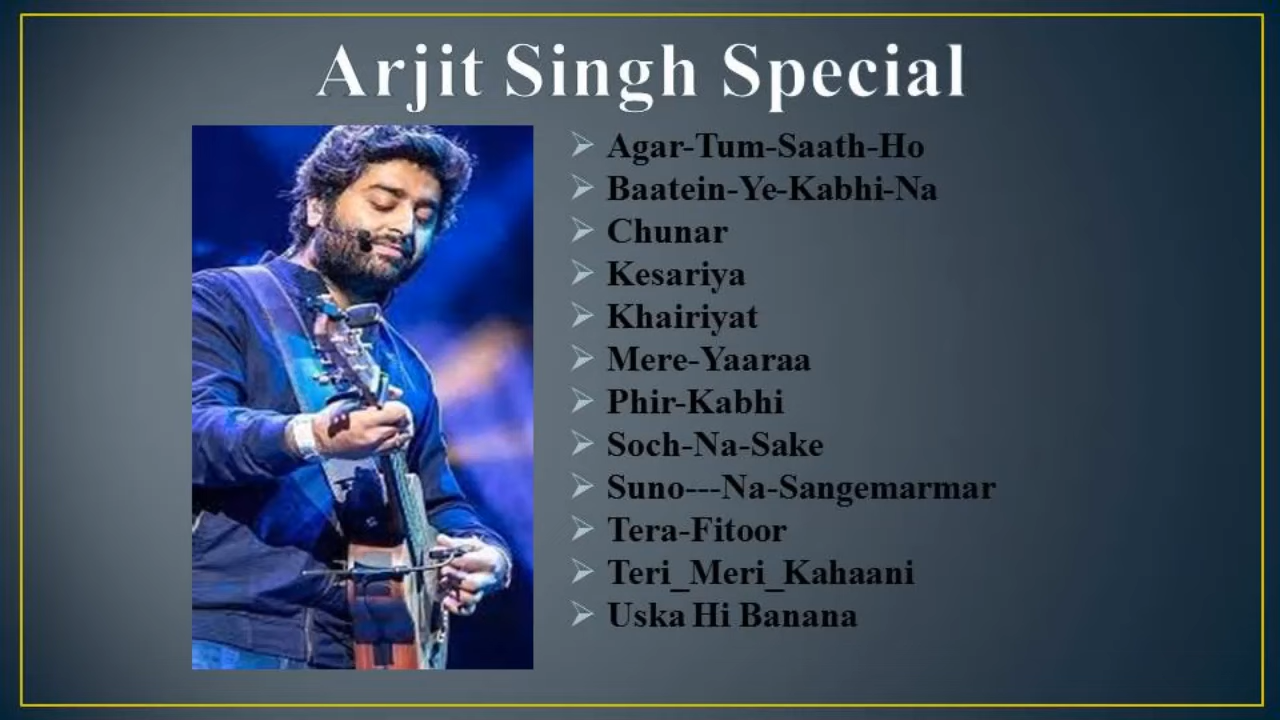 Arjit Singh Special
Agar-Tum-Saath-Ho
Baatein-Ye-Kabhi-Na
Chunar
Kesariya
Khairiyat
Mere-Yaaraa
Phir-Kabhi
Soch-Na-Sake
Suno---Na-Sangemarmar
Tera-Fitoor
Teri_Meri_Kahaani
Uska Hi Banana